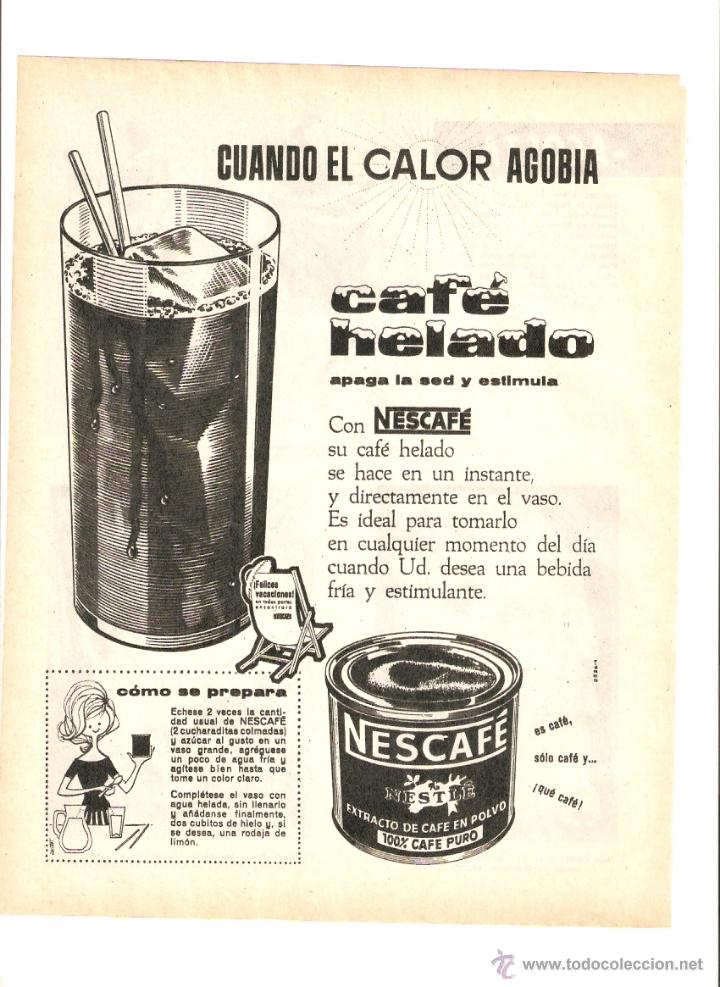 CUANDO EL CALOR AGOBIA
café
helado
apaga la sed y estimula
Con NESCAFÉ
su café helado
se hace en un instante,
y directamente en el vaso.
Es ideal para tomarlo
en cualquier momento del día
cuando Ud. desea una bebida
fría y estimulante.
¡Felices
vacaciones!
en todas partes
encontrará
NESCAFÉ
cómo se prepara
Echese 2 veces la canti-
dad usual de NESCAFÉ
(2 cucharaditas colmadas)
y azúcar al gusto en un
vaso grande, agréguese
un poco de agua fría y
agítese bien hasta que
tome un color claro.
Complétese el vaso con
agua helada, sin llenarlo
y añádanse finalmente,
dos cubitos de hielo y, si
se desea, una rodaja de
limón.
NESCAFÉ
NESTLÉ
EXTRACTO DE CAFE EN POLVO
100% CAFE PURO
es café,
sólo café y...
¡qué café!
www.todocoleccion.net